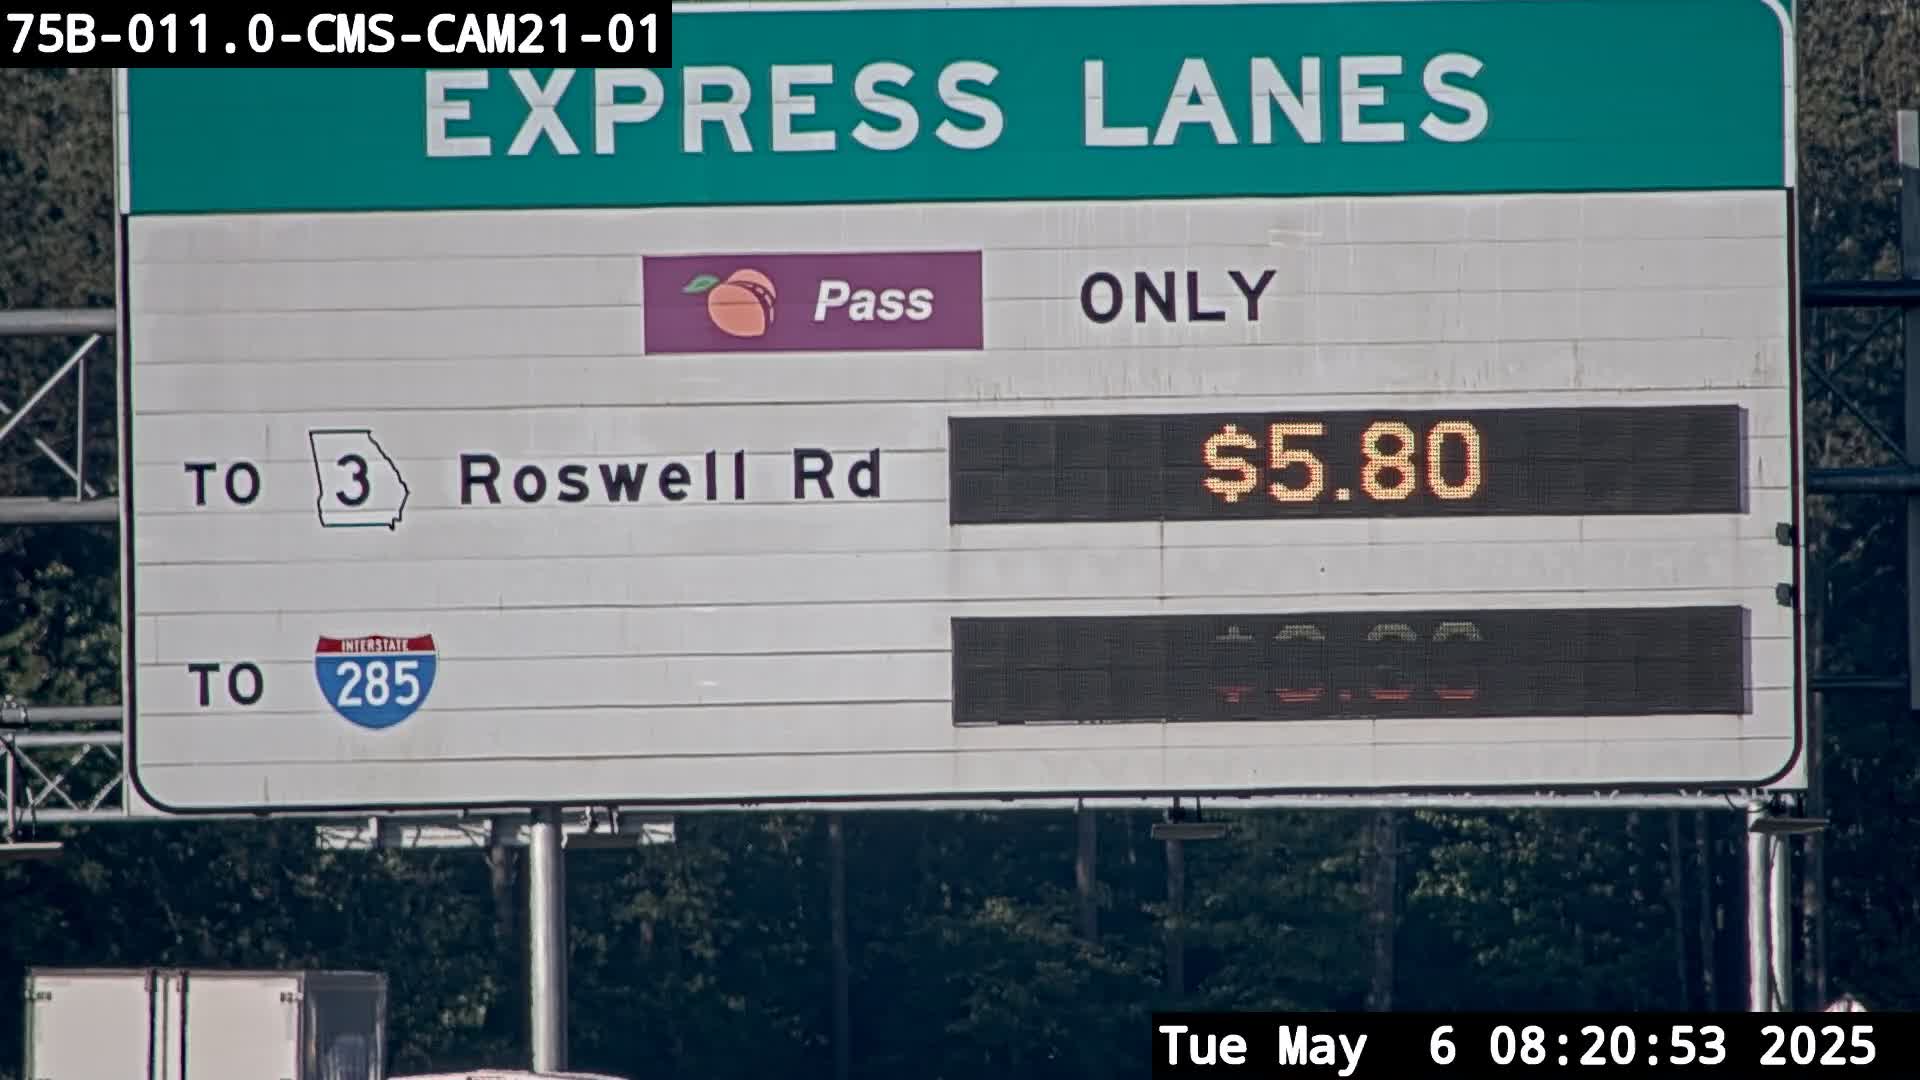 75B-011.0-CMS-CAM21-01
EXPRESS LANES
Pass ONLY
TO 3 Roswell Rd $5.80
TO INTERSTATE 285
Tue May 6 08:20:53 2025